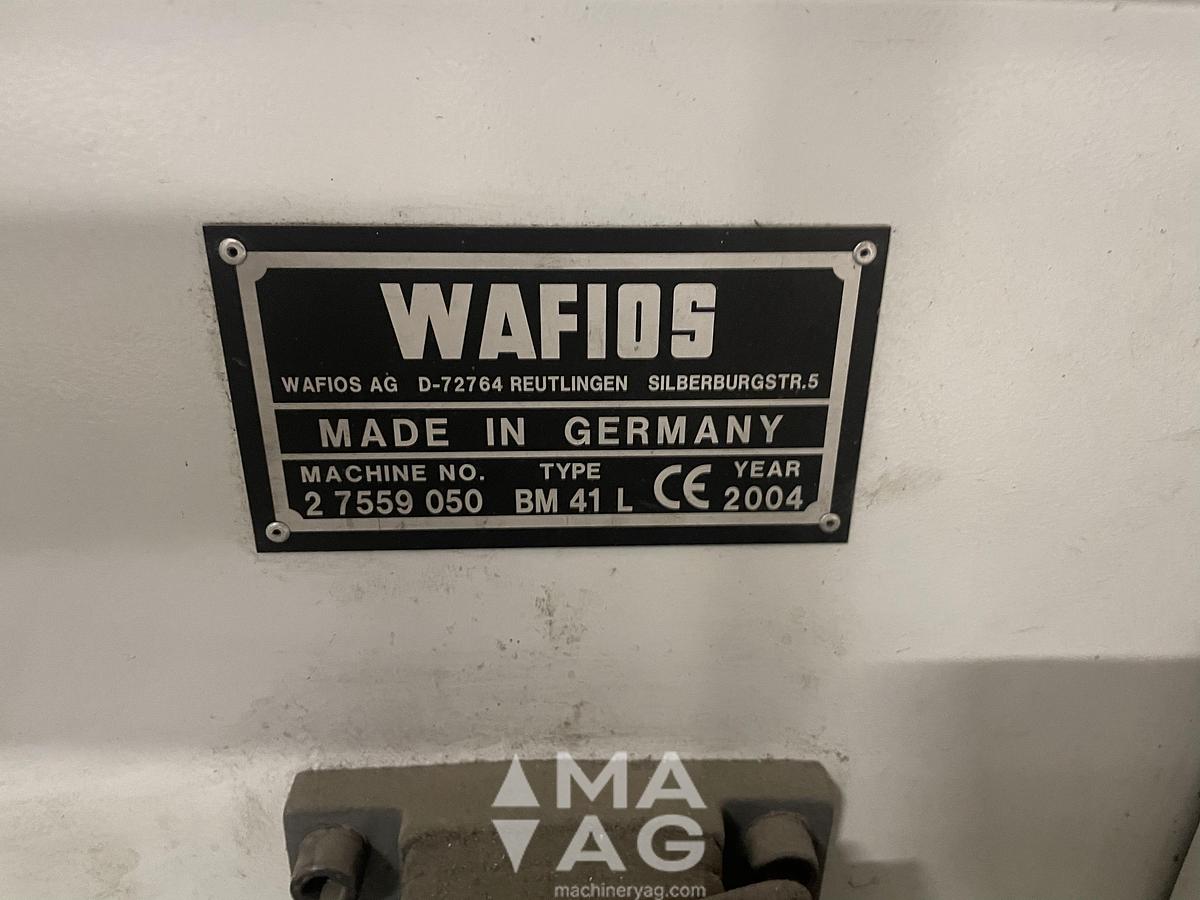 WAFIOS
WAFIOS AG D-72764 REUTLINGEN SILBERBURGSTR.5
MADE IN GERMANY
MACHINE NO. TYPE CE YEAR
2 7559 050 BM 41 L 2004
MA
AG
machineryag.com